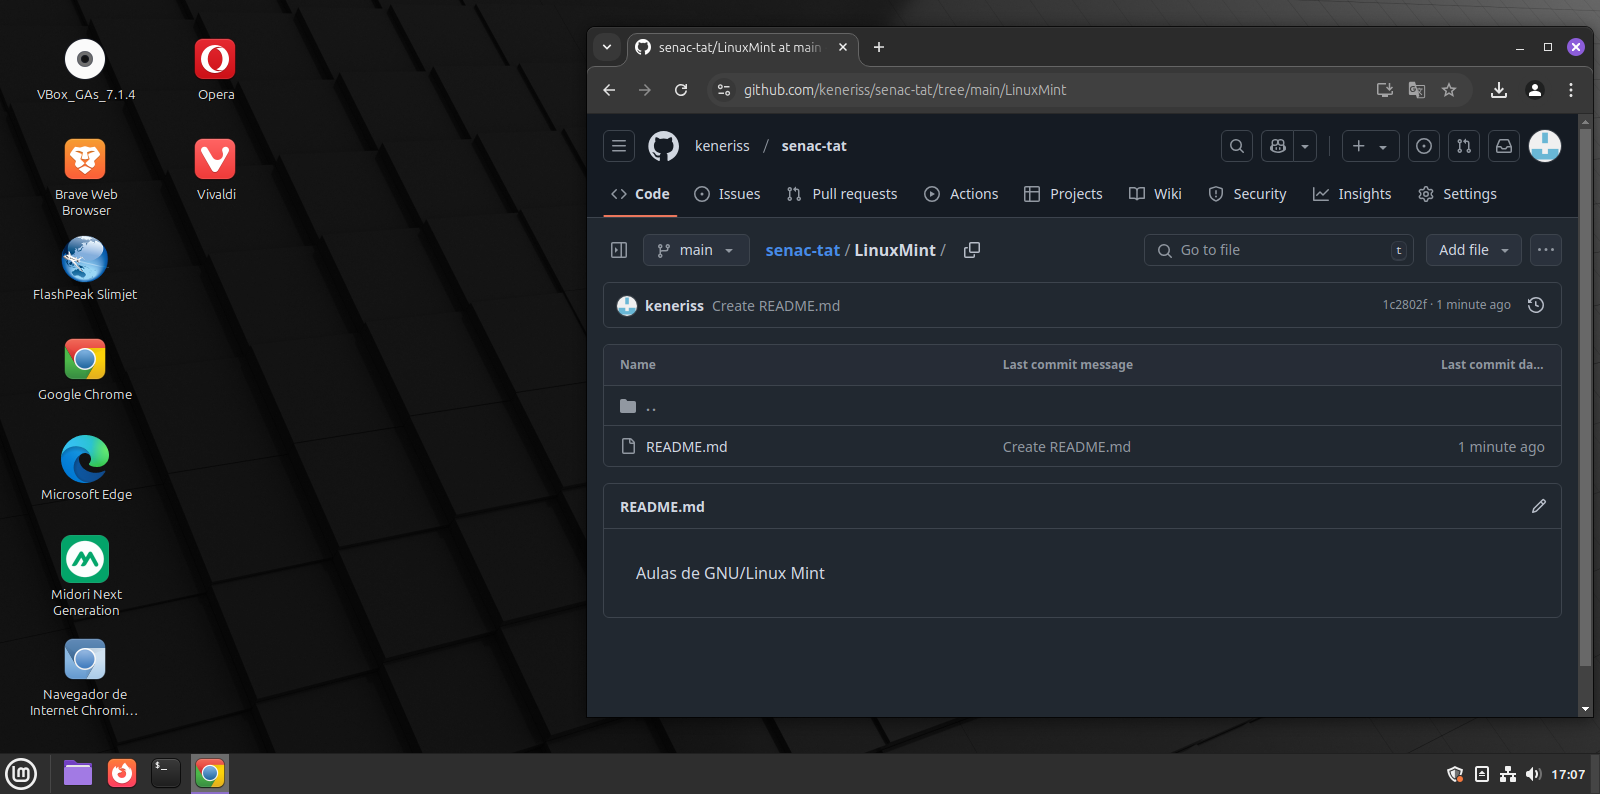 VBox_GAs_7.1.4
Opera
Brave Web
Browser
Vivaldi
FlashPeak Slimjet
Google Chrome
Microsoft Edge
Midori Next
Generation
Navegador de
Internet Chromi...
senac-tat/LinuxMint at main
github.com/keneriss/senac-tat/tree/main/LinuxMint
keneriss / senac-tat
Code Issues Pull requests Actions Projects Wiki Security Insights Settings
main senac-tat / LinuxMint / Go to file t Add file
keneriss Create README.md 1c2802f · 1 minute ago
Name Last commit message Last commit da...
..
README.md Create README.md 1 minute ago
README.md
Aulas de GNU/Linux Mint
$_
17:07